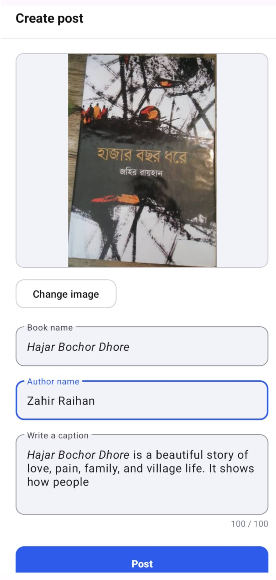 Create post
হাজার বছর ধরে
জহির রায়হান
Change image
Book name
Hajar Bochor Dhore
Author name
Zahir Raihan
Write a caption
Hajar Bochor Dhore is a beautiful story of
love, pain, family, and village life. It shows
how people
100 / 100
Post